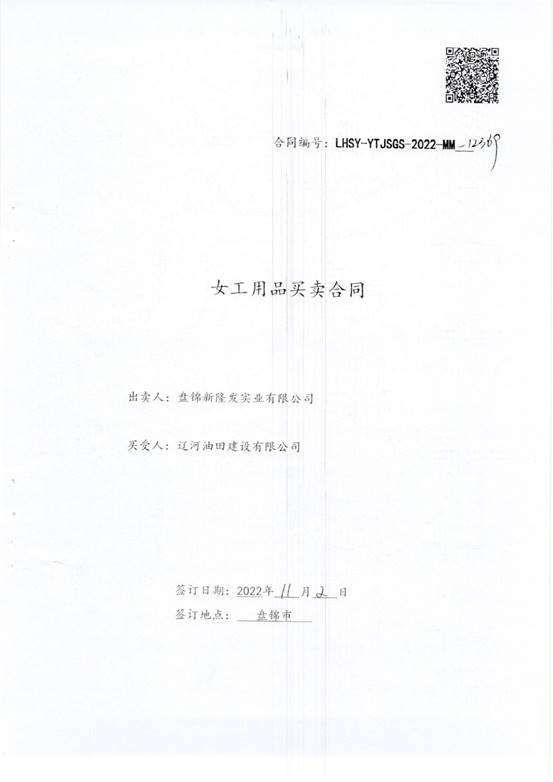 合同编号：LHSY-YTJSGS-2022-MM-12369
女工用品买卖合同
出卖人：盘锦新隆发实业有限公司
买受人：辽河油田建设有限公司
签订日期：2022年11月2日
签订地点：盘锦市